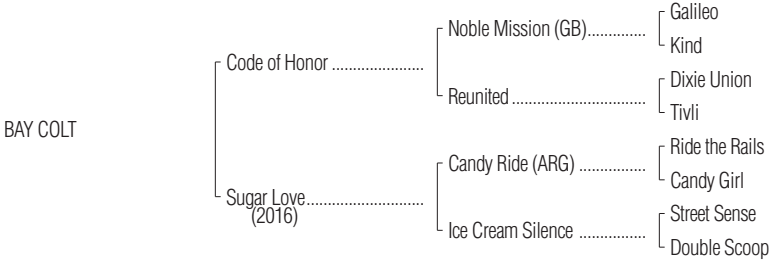 Galileo
Noble Mission (GB)..............
Kind
Code of Honor ......................
Dixie Union
Reunited ................................
Tivli
BAY COLT
Ride the Rails
Candy Ride (ARG) ................
Candy Girl
Sugar Love............................
(2016)
Street Sense
Ice Cream Silence ................
Double Scoop